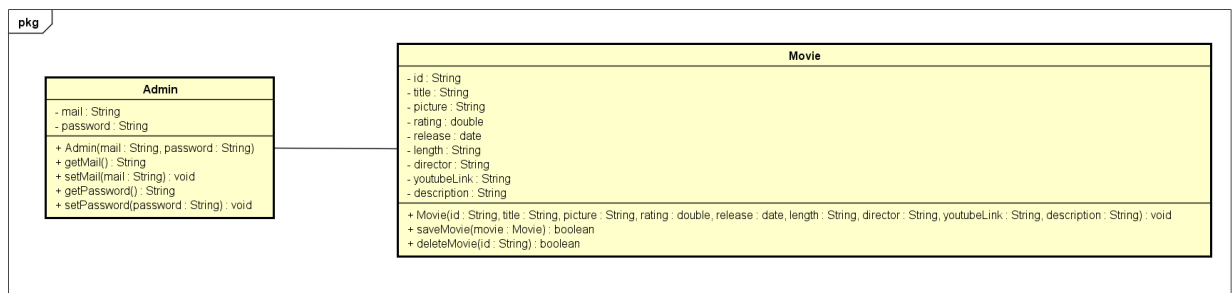 pkg
Admin
- mail : String
- password : String
+ Admin(mail : String, password : String)
+ getMail() : String
+ setMail(mail : String) : void
+ getPassword() : String
+ setPassword(password : String) : void
Movie
- id : String
- title : String
- picture : String
- rating : double
- release : date
- length : String
- director : String
- youtubeLink : String
- description : String
+ Movie(id : String, title : String, picture : String, rating : double, release : date, length : String, director : String, youtubeLink : String, description : String) : void
+ saveMovie(movie : Movie) : boolean
+ deleteMovie(id : String) : boolean